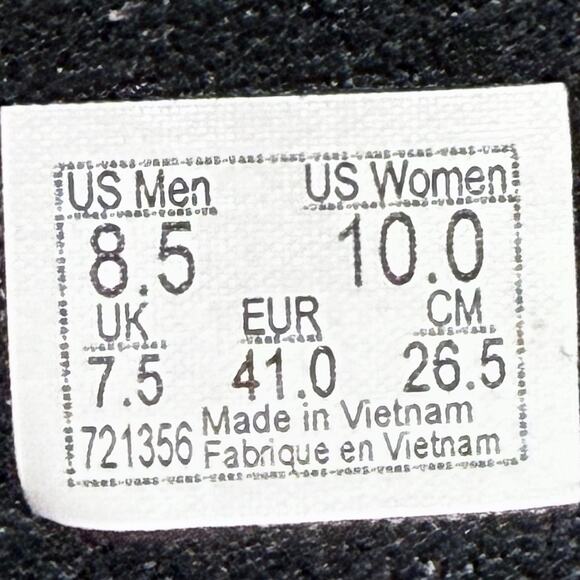 US Men US Women
8.5 10.0
UK EUR CM
7.5 41.0 26.5
721356 Made in Vietnam
Fabrique en Vietnam